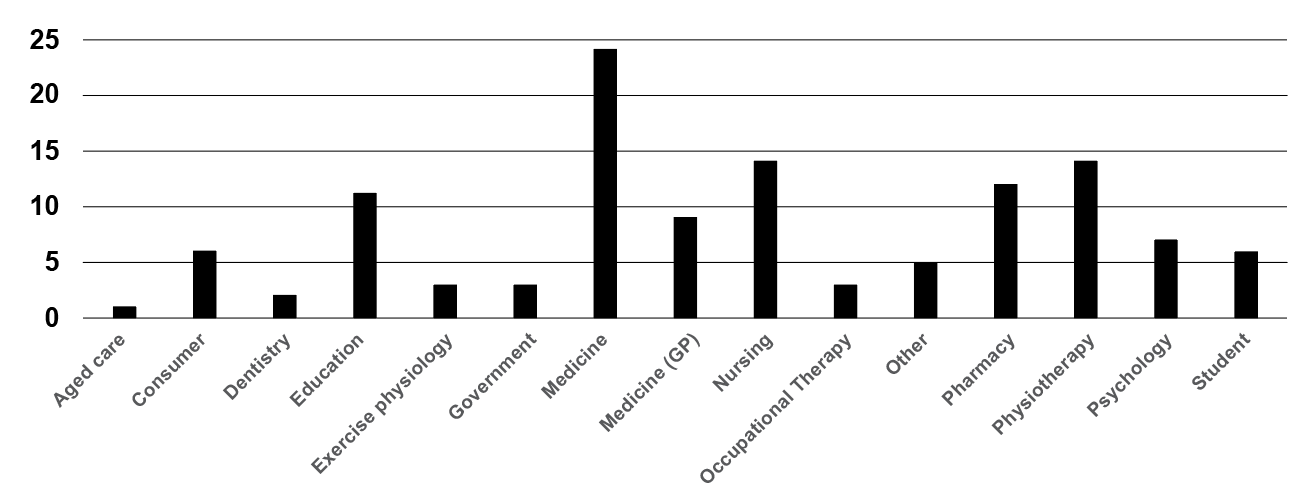 25
20
15
10
5
0
Aged care
Consumer
Dentistry
Education
Exercise physiology
Government
Medicine
Medicine (GP)
Nursing
Occupational Therapy
Other
Pharmacy
Physiotherapy
Psychology
Student